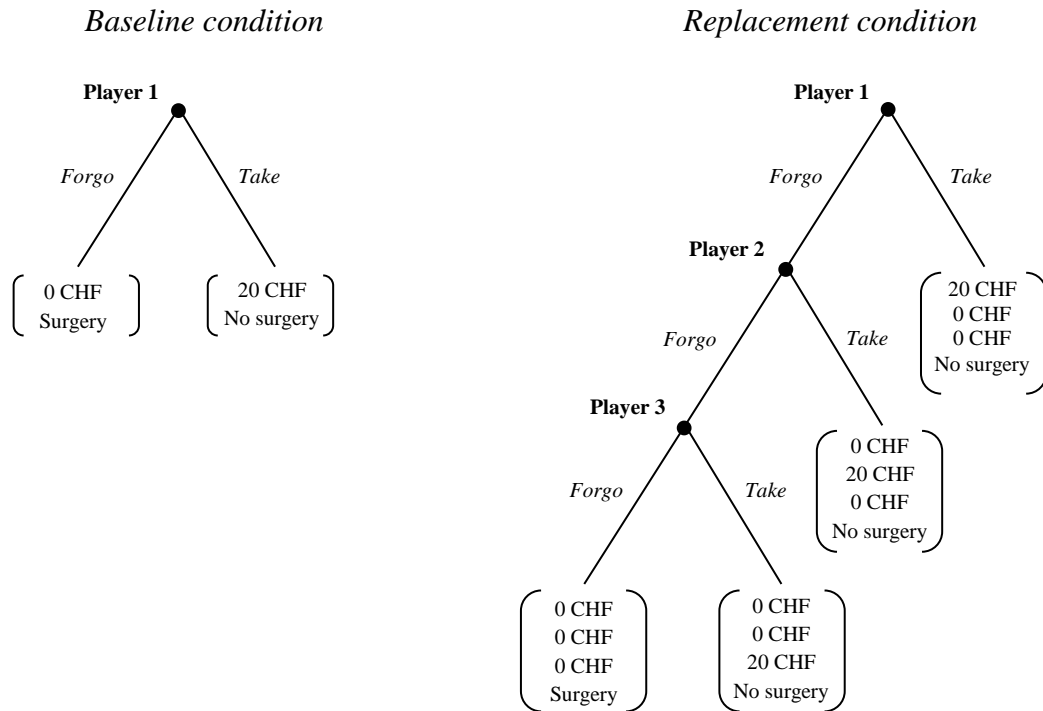 Baseline condition
Player 1
Forgo
Take
0 CHF
Surgery
20 CHF
No surgery
Replacement condition
Player 1
Forgo
Take
Player 2
20 CHF
0 CHF
0 CHF
No surgery
Forgo
Take
Player 3
0 CHF
20 CHF
0 CHF
No surgery
Forgo
Take
0 CHF
0 CHF
0 CHF
Surgery
0 CHF
0 CHF
20 CHF
No surgery